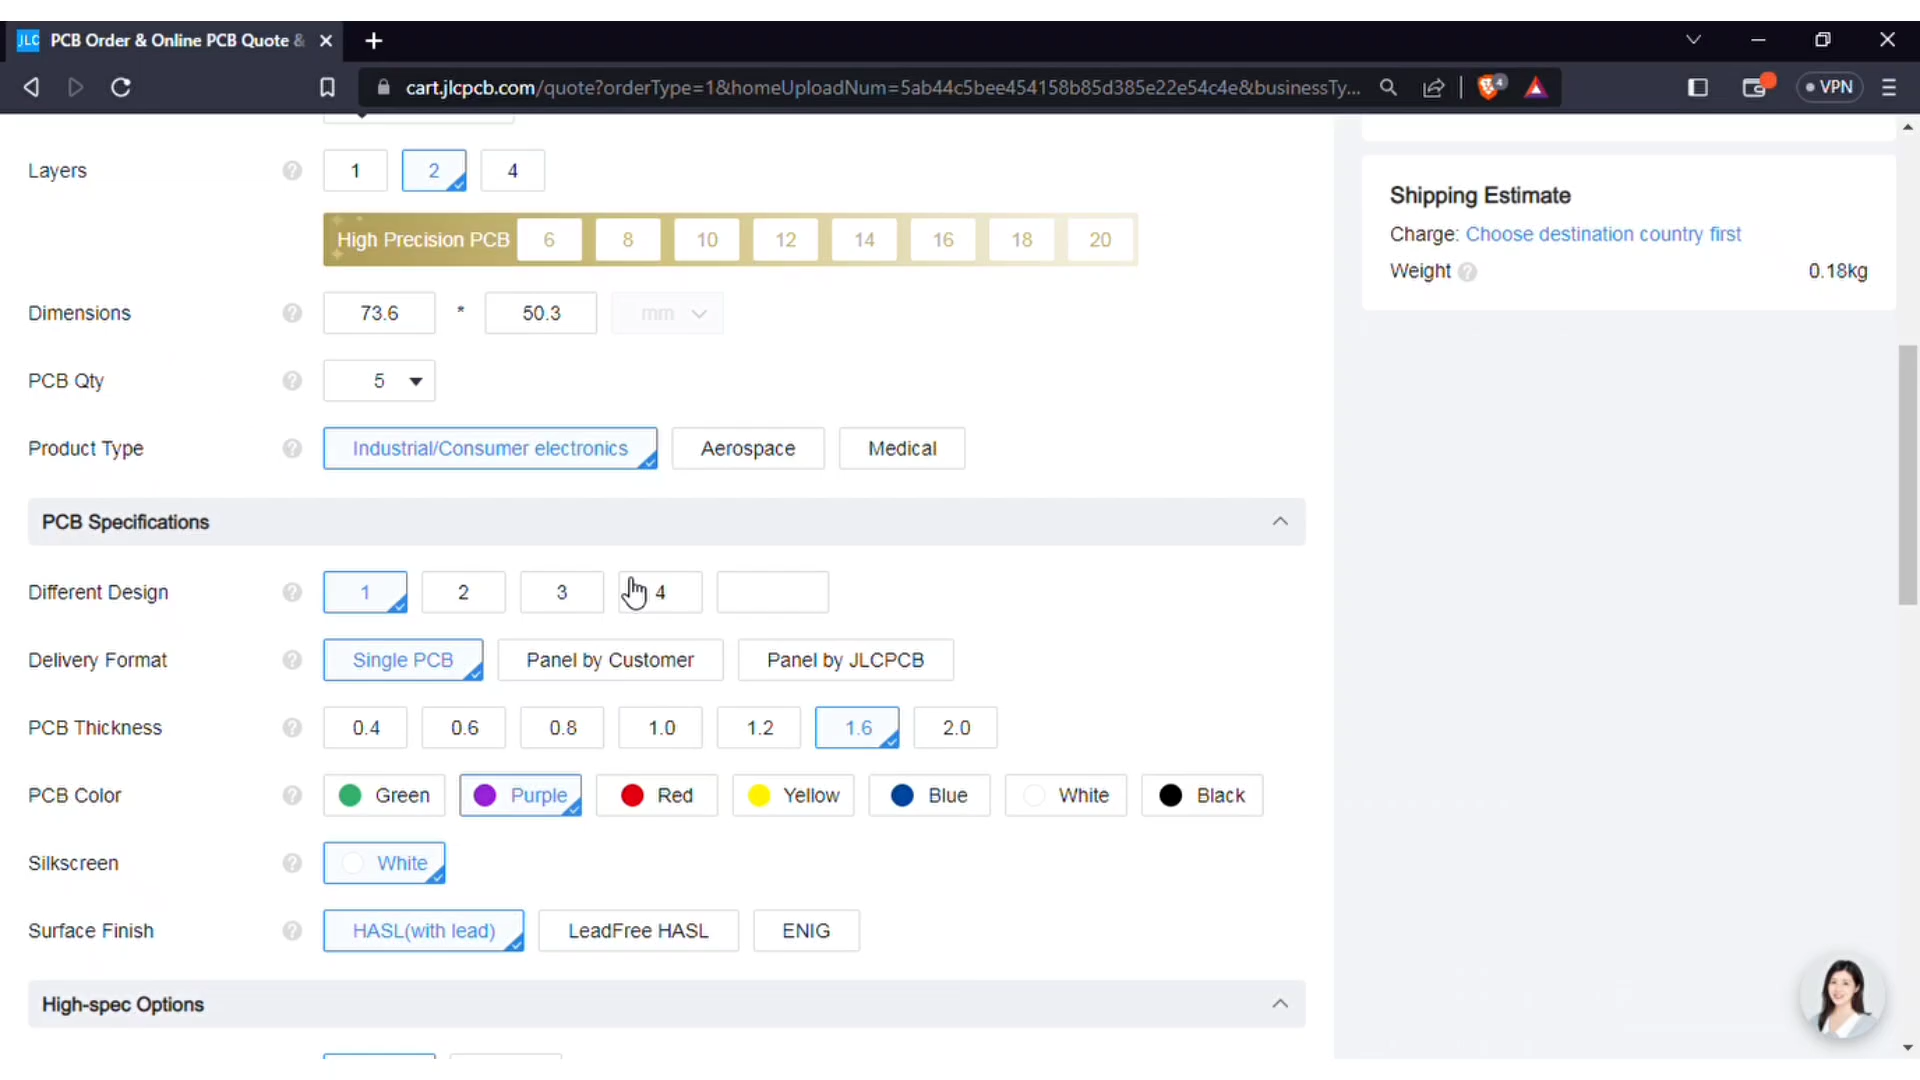 JLC PCB Order & Online PCB Quote &
cart.jlcpcb.com/quote?orderType=1&homeUploadNum=5ab44c5bee454158b85d385e22e54c4e&businessTy...
4
VPN
Layers ? 1 2 4
High Precision PCB 6 8 10 12 14 16 18 20
Dimensions ? 73.6 * 50.3 mm
PCB Qty ? 5
Product Type ? Industrial/Consumer electronics Aerospace Medical
PCB Specifications
Different Design ? 1 2 3 4
Delivery Format ? Single PCB Panel by Customer Panel by JLCPCB
PCB Thickness ? 0.4 0.6 0.8 1.0 1.2 1.6 2.0
PCB Color ? Green Purple Red Yellow Blue White Black
Silkscreen ? White
Surface Finish ? HASL(with lead) LeadFree HASL ENIG
High-spec Options
Shipping Estimate
Charge: Choose destination country first
Weight ? 0.18kg